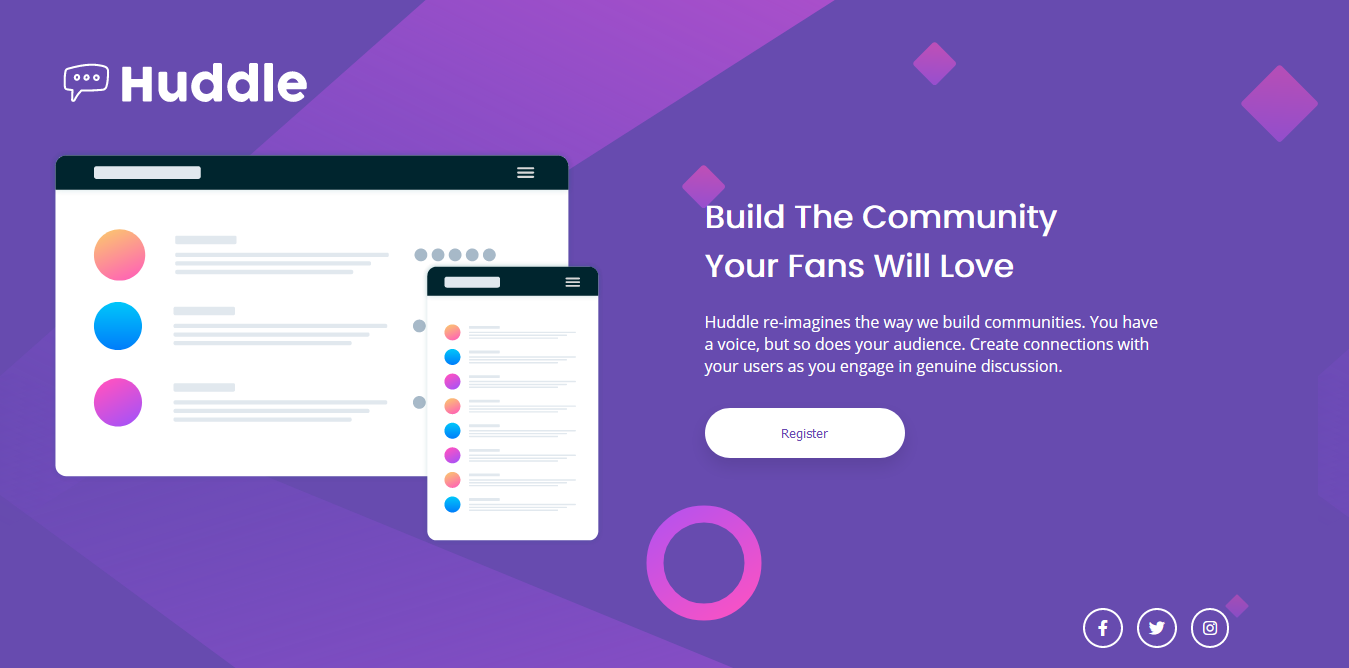 Huddle
Build The Community
Your Fans Will Love
Huddle re-imagines the way we build communities. You have
a voice, but so does your audience. Create connections with
your users as you engage in genuine discussion.
Register